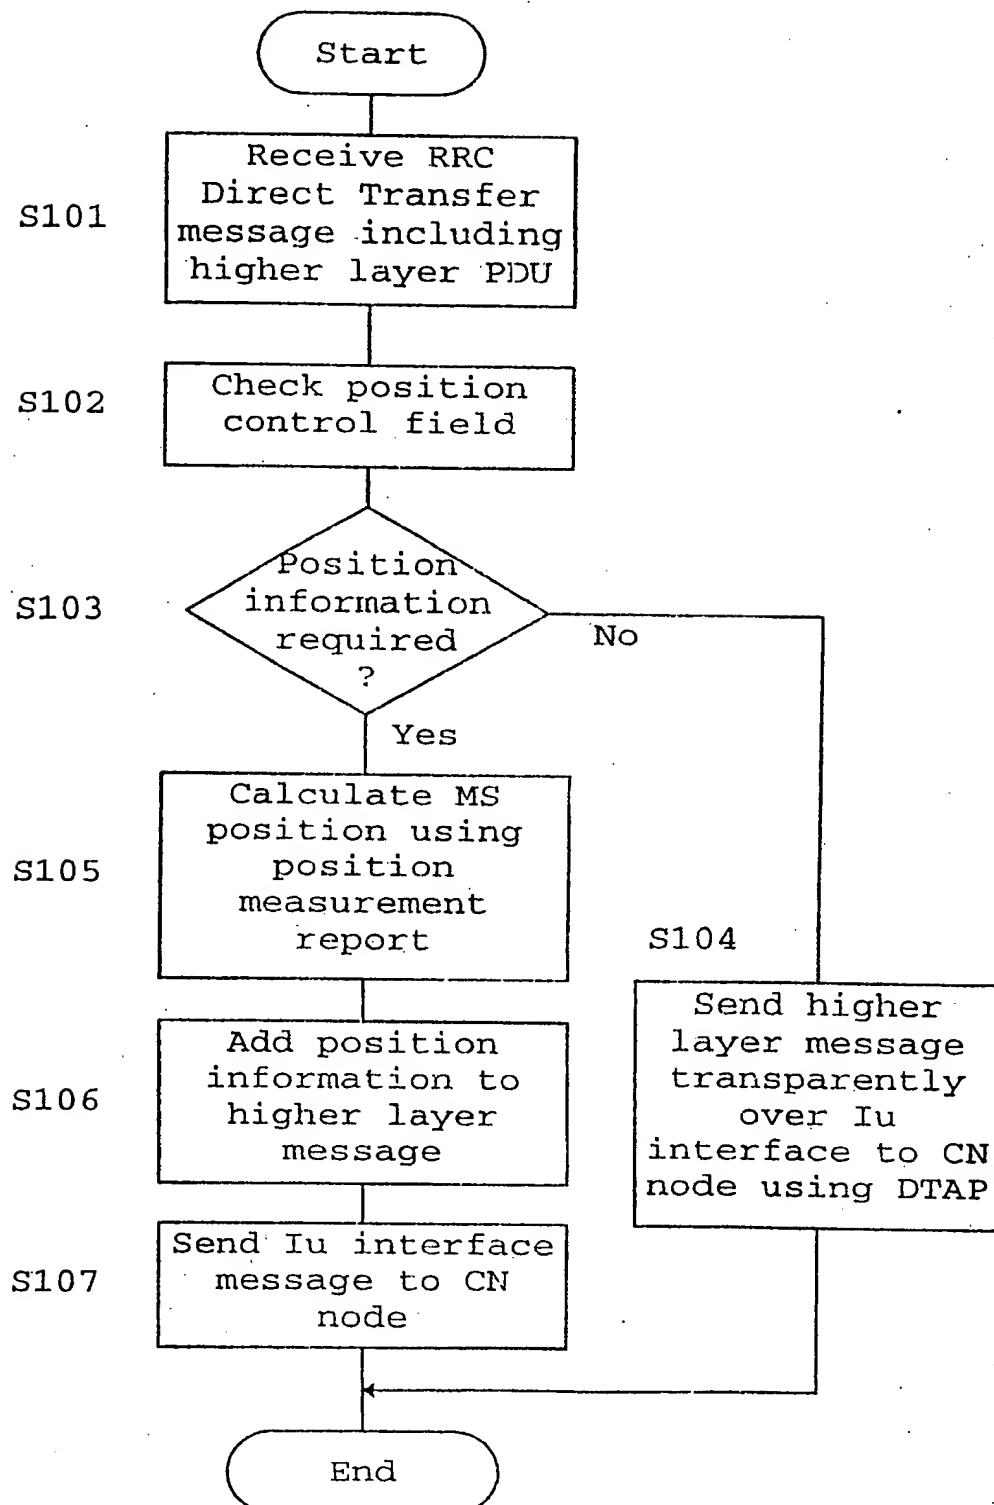 Start
S101
Receive RRC
Direct Transfer
message including
higher layer PDU
S102
Check position
control field
S103
Position
information
required
?
No
Yes
S105
Calculate MS
position using
position
measurement
report
S104
Send higher
layer message
transparently
over Iu
interface to CN
node using DTAP
S106
Add position
information to
higher layer
message
S107
Send Iu interface
message to CN
node
End